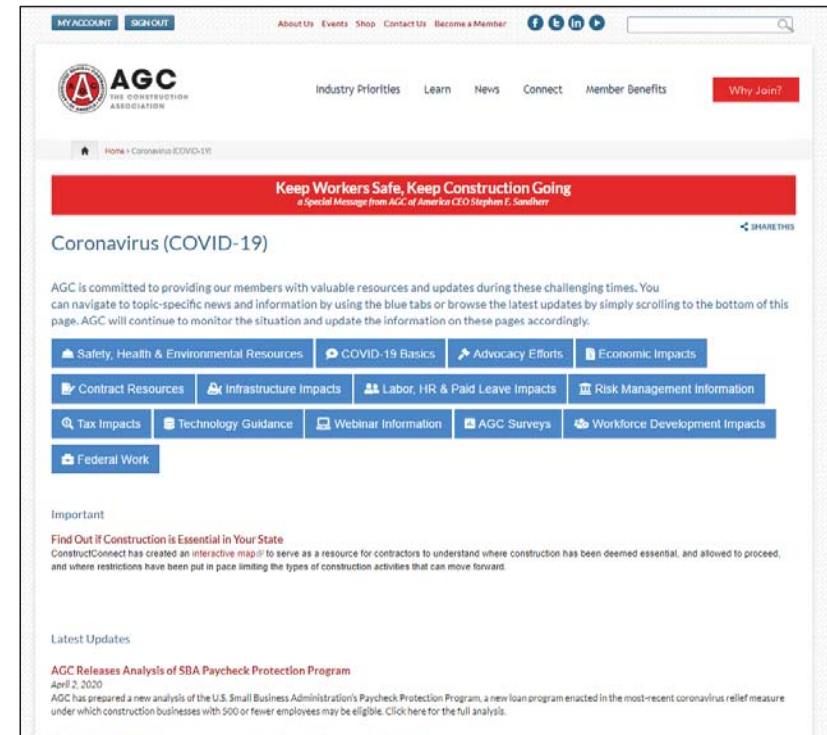 MY ACCOUNT SIGN OUT About Us Events Shop Contact Us Become a Member
AGC
THE CONSTRUCTION
ASSOCIATION
Industry Priorities Learn News Connect Member Benefits Why Join?
Home » Coronavirus (COVID-19)
Keep Workers Safe, Keep Construction Going
a Special Message from AGC of America CEO Stephen E. Sandherr
SHARE THIS
Coronavirus (COVID-19)
AGC is committed to providing our members with valuable resources and updates during these challenging times. You
can navigate to topic-specific news and information by using the blue tabs or browse the latest updates by simply scrolling to the bottom of this
page. AGC will continue to monitor the situation and update the information on these pages accordingly.
Safety, Health & Environmental Resources COVID-19 Basics Advocacy Efforts Economic Impacts
Contract Resources Infrastructure Impacts Labor, HR & Paid Leave Impacts Risk Management Information
Tax Impacts Technology Guidance Webinar Information AGC Surveys Workforce Development Impacts
Federal Work
Important
Find Out if Construction is Essential in Your State
ConstructConnect has created an interactive map to serve as a resource for contractors to understand where construction has been deemed essential, and allowed to proceed,
and where restrictions have been put in pace limiting the types of construction activities that can move forward.
Latest Updates
AGC Releases Analysis of SBA Paycheck Protection Program
April 2, 2020
AGC has prepared a new analysis of the U.S. Small Business Administration's Paycheck Protection Program, a new loan program enacted in the most-recent coronavirus relief measure
under which construction businesses with 500 or fewer employees may be eligible. Click here for the full analysis.